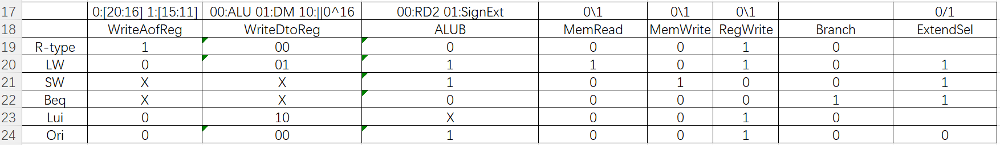 17 0:[20:16] 1:[15:11] 00:ALU 01:DM 10:||0^16 00:RD2 01:SignExt 0\1 0\1 0\1 0/1
18 WriteAofReg WriteDtoReg ALUB MemRead MemWrite RegWrite Branch ExtendSel
19 R-type 1 00 0 0 0 1 0
20 LW 0 01 1 1 0 1 0 1
21 SW X X 1 0 1 0 0 1
22 Beq X X 0 0 0 0 1 1
23 Lui 0 10 X 0 0 1 0
24 Ori 0 00 1 0 0 1 0 0